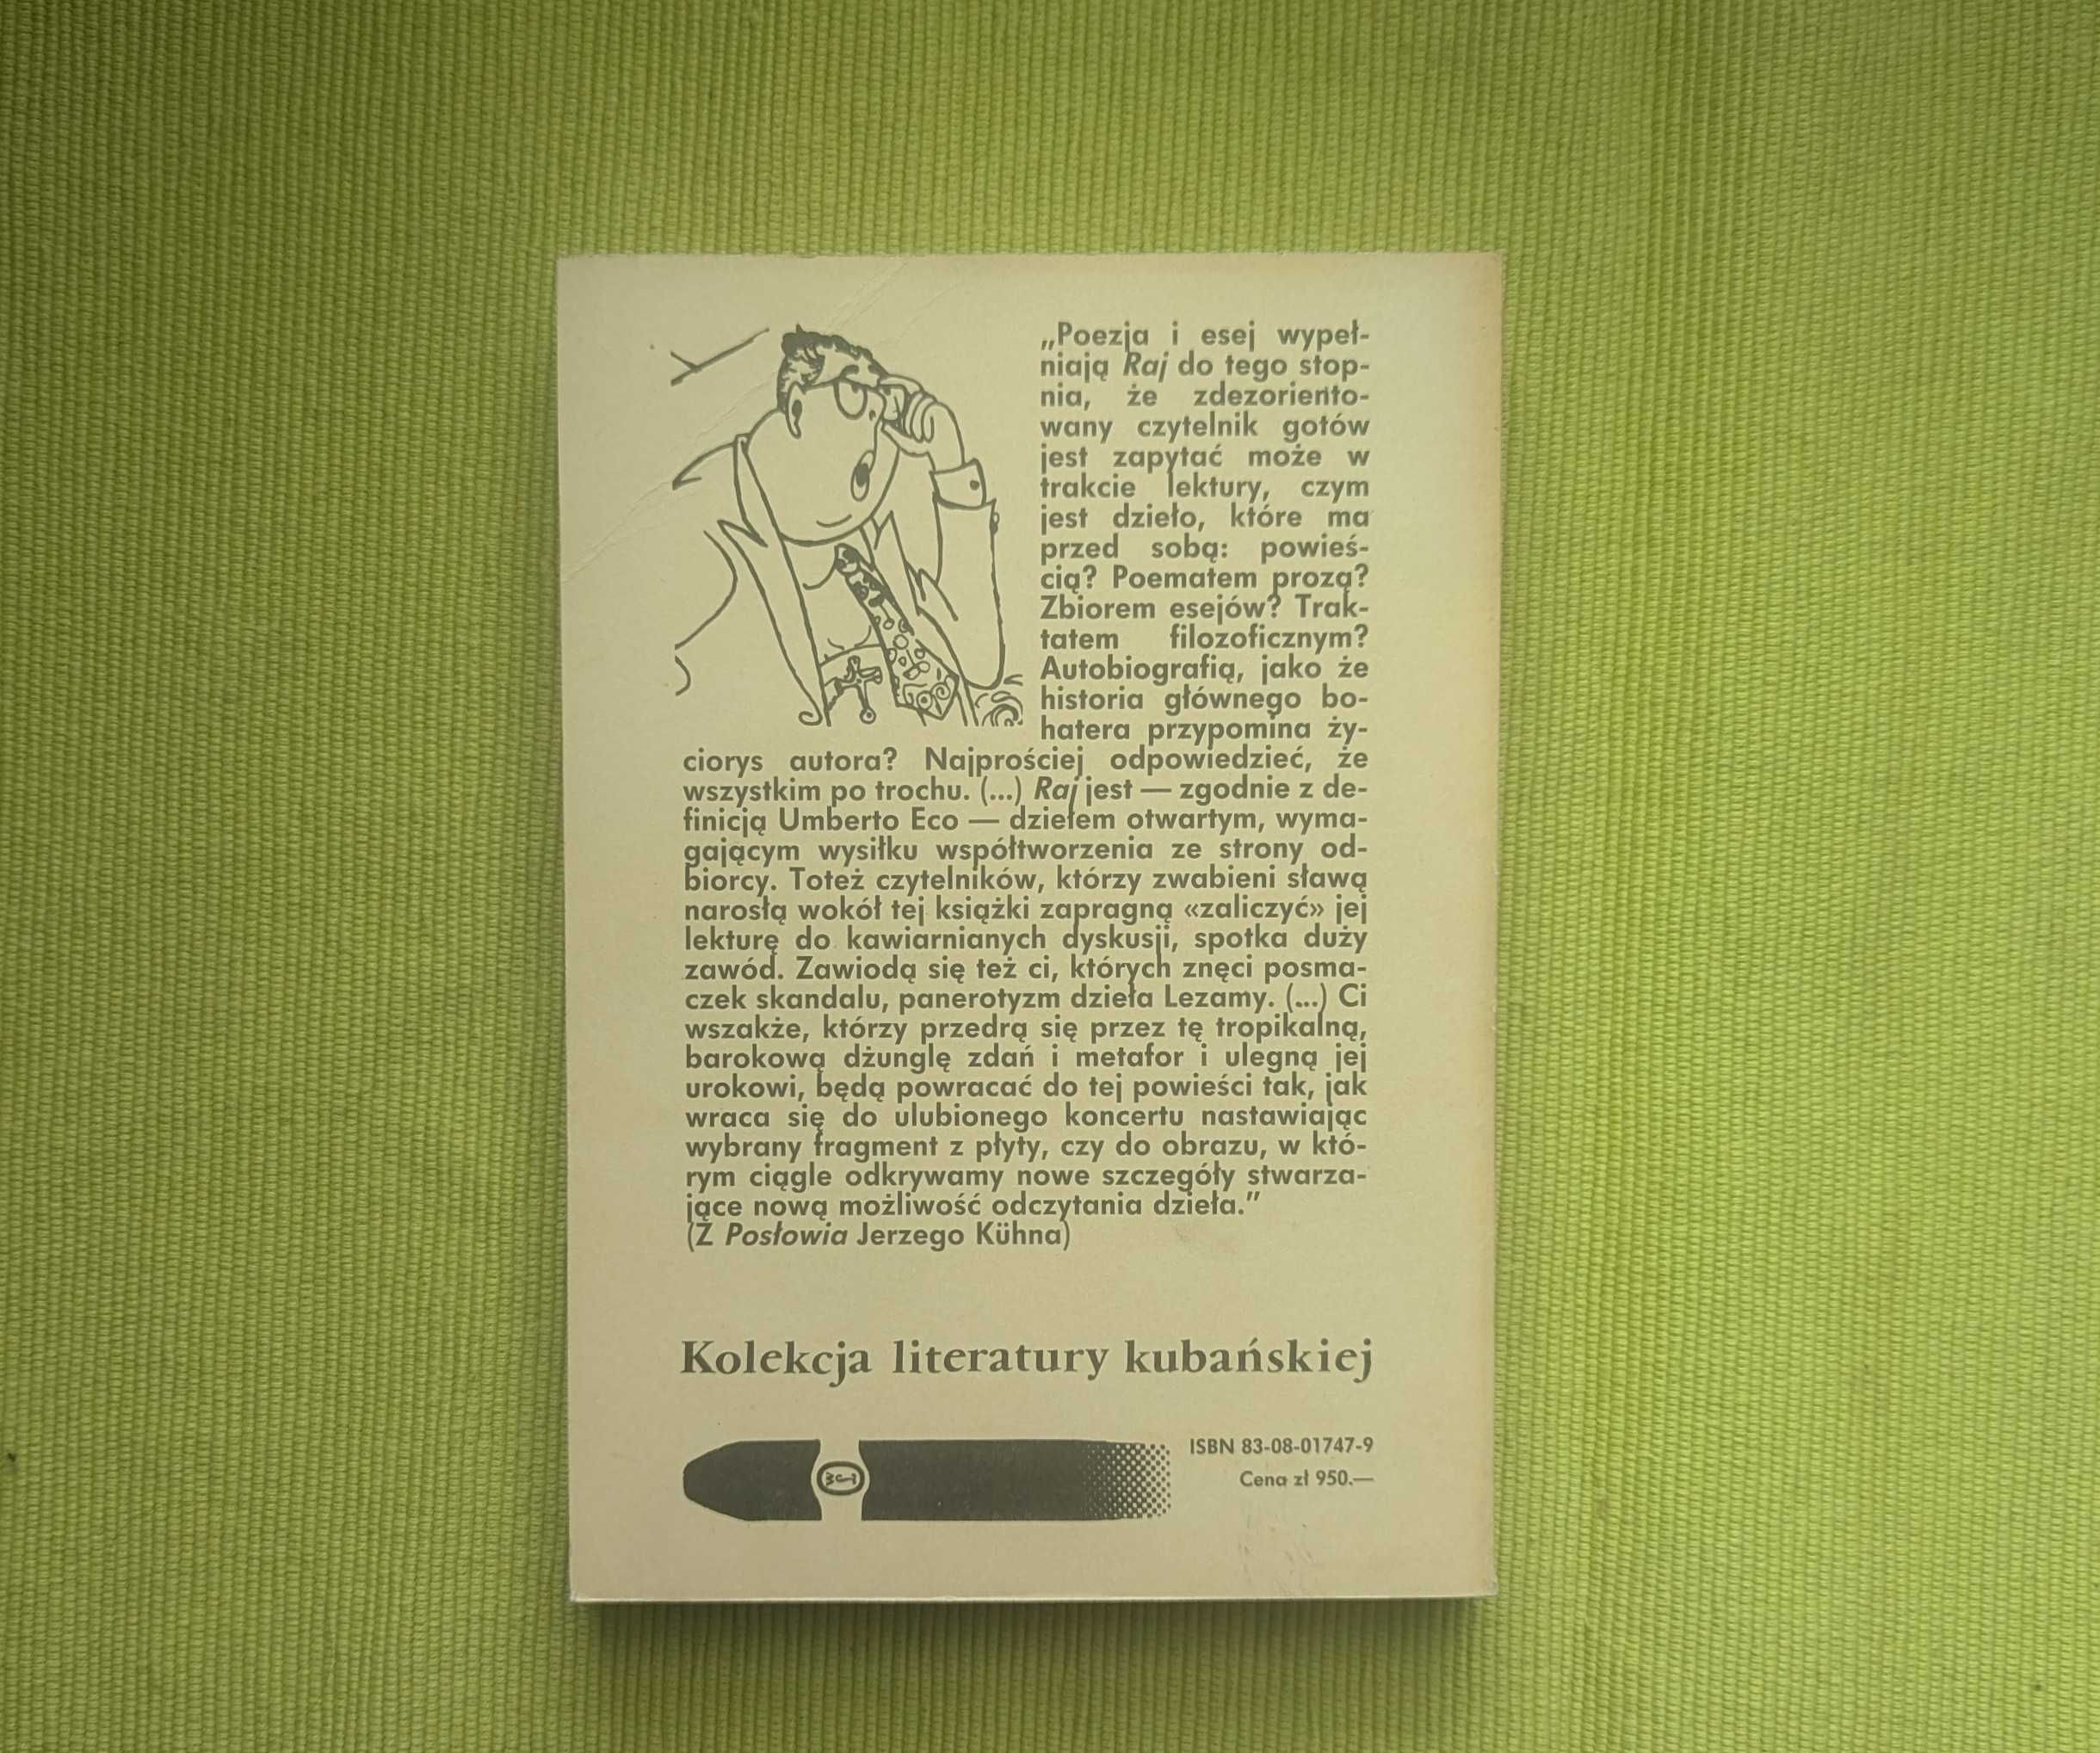 „Poezja i esej wypeł-
niają Raj do tego stop-
nia, że zdezoriento-
wany czytelnik gotów
jest zapytać może w
trakcie lektury, czym
jest dzieło, które ma
przed sobą: powieś-
cią? Poematem prozą?
Zbiorem esejów? Trak-
tatem filozoficznym?
Autobiografią, jako że
historia głównego bo-
hatera przypomina ży-
ciorys autora? Najprościej odpowiedzieć, że
wszystkim po trochu. (...) Raj jest — zgodnie z de-
finicją Umberto Eco — dziełem otwartym, wyma-
gającym wysiłku współtworzenia ze strony od-
biorcy. Toteż czytelników, którzy zwabieni sławą
narosłą wokół tej książki zapragną «zaliczyć» jej
lekturę do kawiarnianych dyskusji, spotka duży
zawód. Zawiodą się też ci, których znęci posma-
czek skandalu, panerotyzm dzieła Lezamy. (...) Ci
wszakże, którzy przedrą się przez tę tropikalną,
barokową dżunglę zdań i metafor i ulegną jej
urokowi, będą powracać do tej powieści tak, jak
wraca się do ulubionego koncertu nastawiając
wybrany fragment z płyty, czy do obrazu, w któ-
rym ciągle odkrywamy nowe szczegóły stwarza-
jące nową możliwość odczytania dzieła.”
(Z Posłowia Jerzego Kühna)
Kolekcja literatury kubańskiej
ISBN 83-08-01747-9
Cena zł 950.—